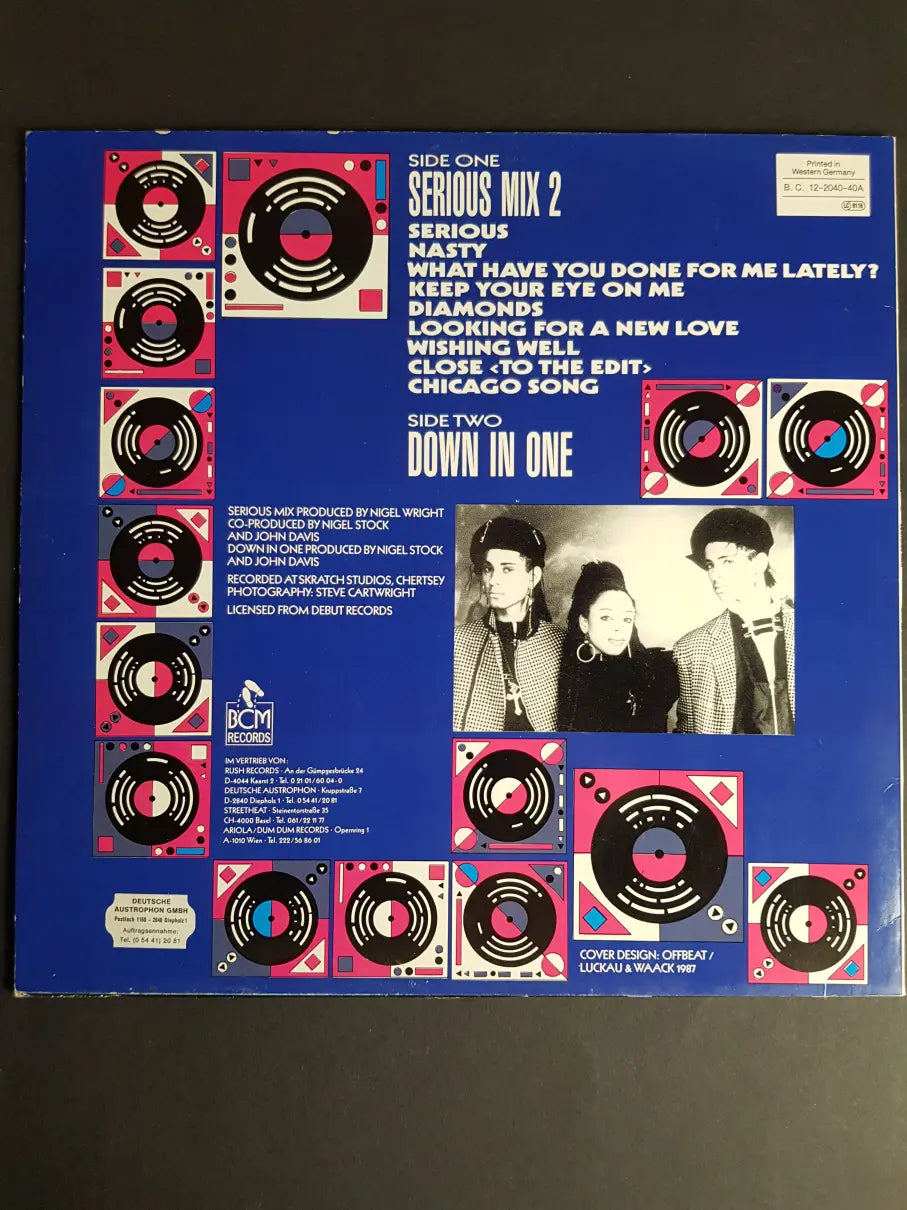 SIDE ONE
SERIOUS MIX 2
SERIOUS
NASTY
WHAT HAVE YOU DONE FOR ME LATELY?
KEEP YOUR EYE ON ME
DIAMONDS
LOOKING FOR A NEW LOVE
WISHING WELL
CLOSE <TO THE EDIT>
CHICAGO SONG
SIDE TWO
DOWN IN ONE
Printed in
Western Germany
B. C. 12-2040-40A
LC 8116
SERIOUS MIX PRODUCED BY NIGEL WRIGHT
CO-PRODUCED BY NIGEL STOCK
AND JOHN DAVIS
DOWN IN ONE PRODUCED BY NIGEL STOCK
AND JOHN DAVIS
RECORDED AT SKRATCH STUDIOS, CHERTSEY
PHOTOGRAPHY: STEVE CARTWRIGHT
LICENSED FROM DEBUT RECORDS
BCM
RECORDS
IM VERTRIEB VON:
RUSH RECORDS · An der Gümpgesbrücke 24
D-4044 Kaarst 2 · Tel. 0 21 01/60 04-0
DEUTSCHE AUSTROPHON · Kruppstraße 7
D-2840 Diepholz 1 · Tel. 0 54 41/20 81
STREETHEAT · Steinentorstraße 35
CH-4000 Basel · Tel. 061/22 11 77
ARIOLA/DUM DUM RECORDS · Opernring 1
A-1010 Wien · Tel. 222/56 86 01
DEUTSCHE
AUSTROPHON GMBH
Postfach 1160 - 2840 Diepholz 1
Auftragsannahme:
Tel. (0 54 41) 20 81
COVER DESIGN: OFFBEAT /
LUCKAU & WAACK 1987